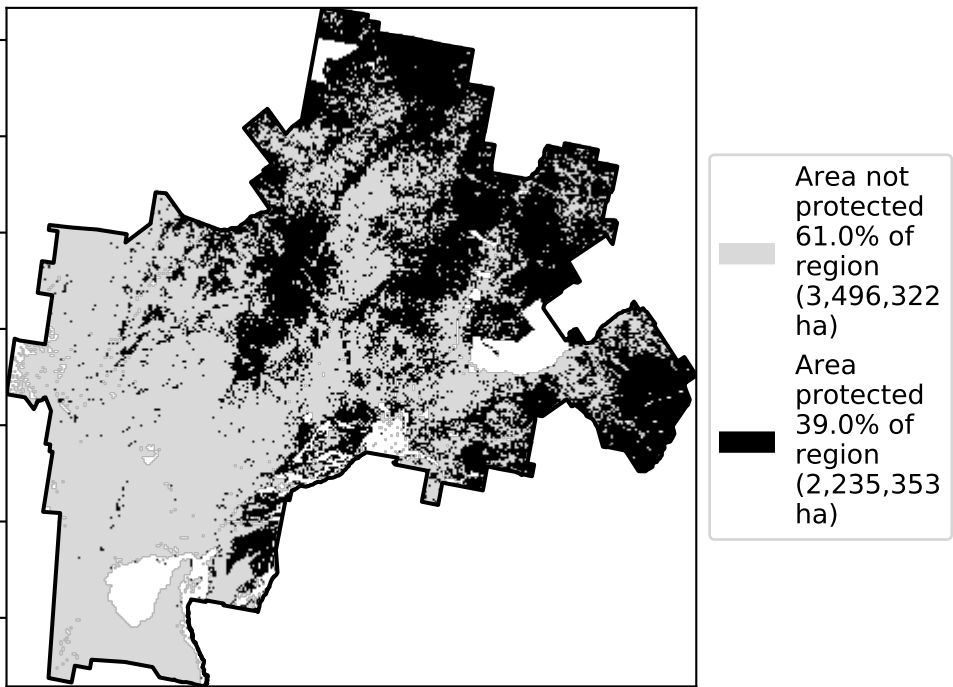 Area not
protected
61.0% of
region
(3,496,322
ha)
Area
protected
39.0% of
region
(2,235,353
ha)